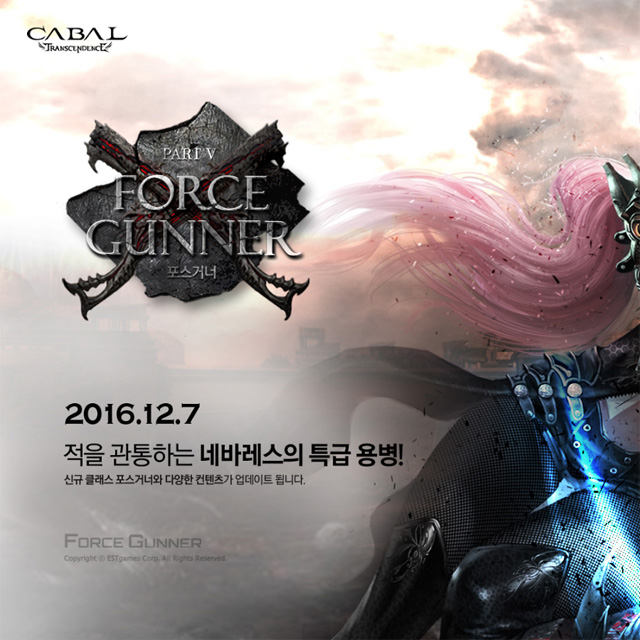 CABAL
TRANSCENDENCE
PART V
FORCE
GUNNER
포스거너
2016.12.7
적을 관통하는 네바레스의 특급 용병!
신규 클래스 포스거너와 다양한 컨텐츠가 업데이트 됩니다.
FORCE GUNNER
Copyright © ESTgames Corp. All Rights Reserved.